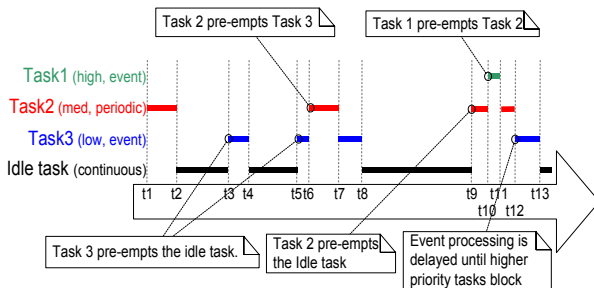 Task 2 pre-empts Task 3
Task 1 pre-empts Task 2
Task1 (high, event)
Task2 (med, periodic)
Task3 (low, event)
Idle task (continuous)
t1 t2 t3 t4 t5 t6 t7 t8 t9 t10 t11 t12 t13
Task 3 pre-empts the idle task.
Task 2 pre-empts
the Idle task
Event processing is
delayed until higher
priority tasks block